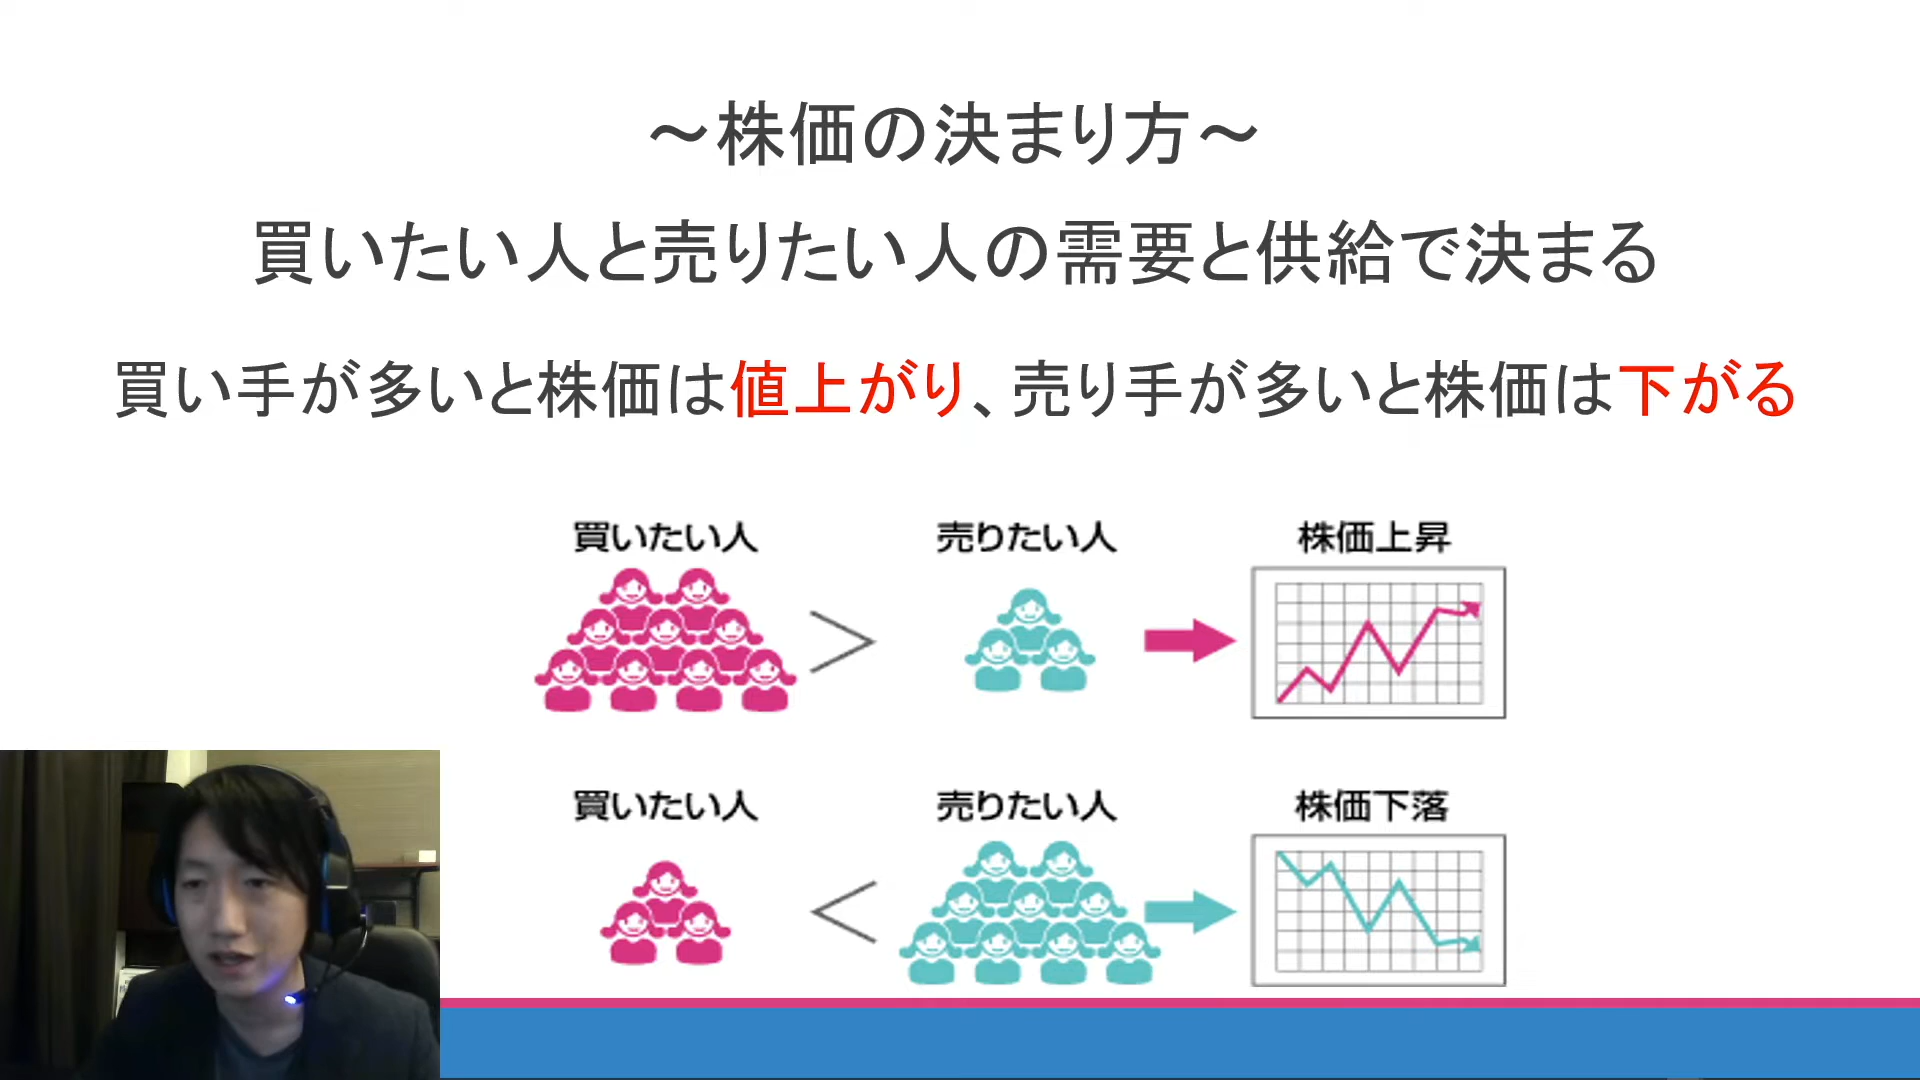 ～株価の決まり方～
買いたい人と売りたい人の需要と供給で決まる
買い手が多いと株価は値上がり、売り手が多いと株価は下がる
買いたい人 売りたい人 株価上昇
＞
買いたい人 売りたい人 株価下落
＜